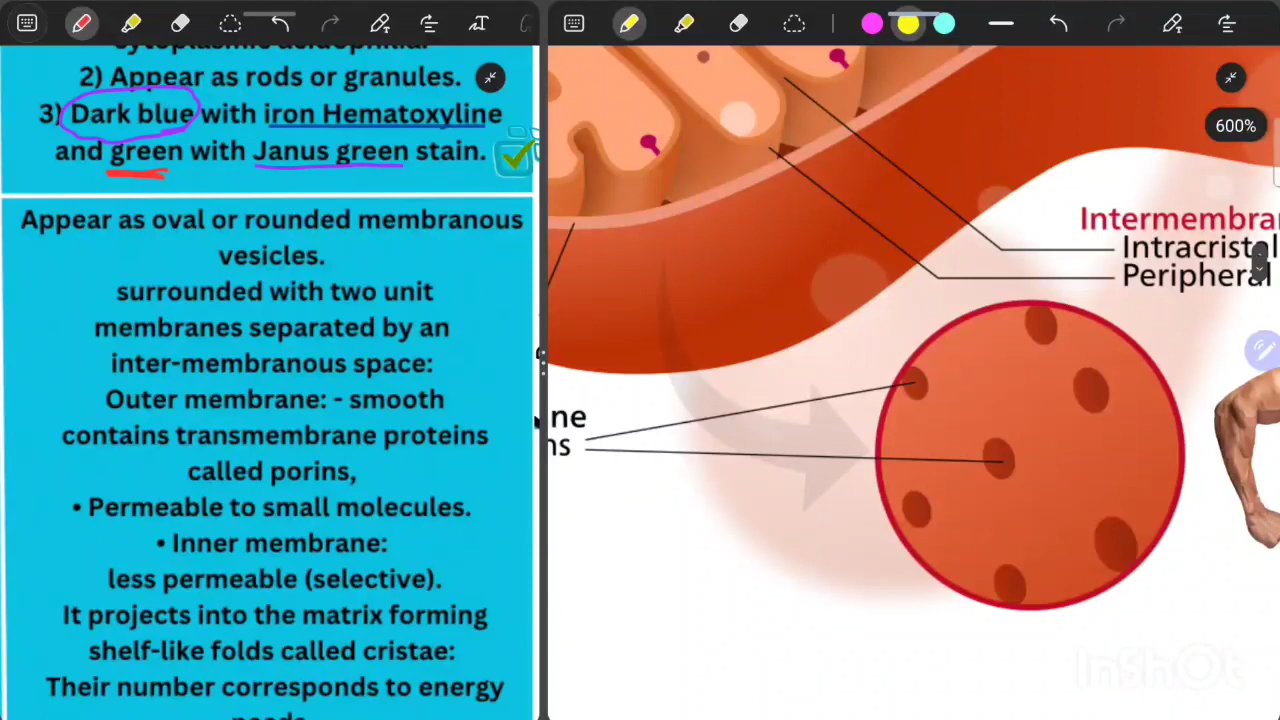 2) Appear as rods or granules.
3) Dark blue with iron Hematoxyline
and green with Janus green stain.
Appear as oval or rounded membranous
vesicles.
surrounded with two unit
membranes separated by an
inter-membranous space:
Outer membrane: - smooth
contains transmembrane proteins
called porins,
• Permeable to small molecules.
• Inner membrane:
less permeable (selective).
It projects into the matrix forming
shelf-like folds called cristae:
Their number corresponds to energy
600%
Intermembra
Intracristal
Peripheral
ne
ns
InShOt